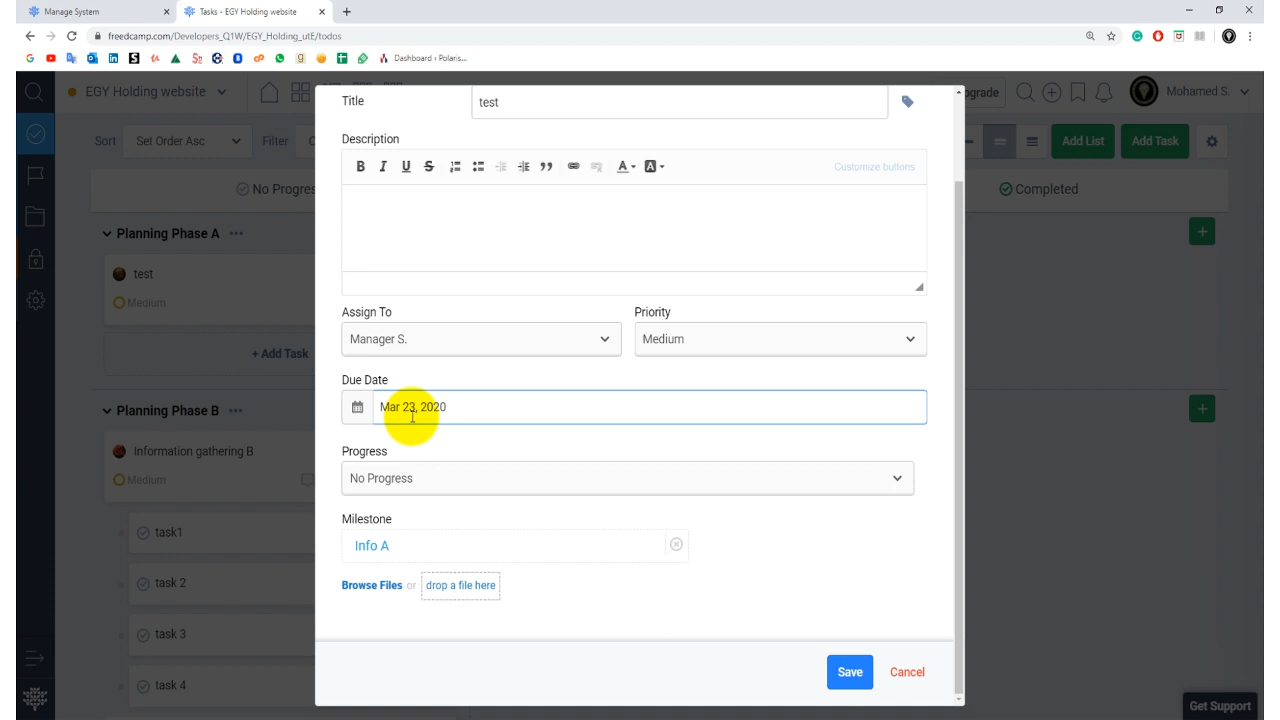 Manage System
Tasks - EGY Holding website
freedcamp.com/Developers_Q1W/EGY_Holding_utE/todos
Dashboard ‹ Polaris...
EGY Holding website
pgrade
Mohamed S.
Sort
Set Order Asc
Filter
Add List
Add Task
No Progres
Completed
Planning Phase A
test
Medium
+ Add Task
Planning Phase B
Information gathering B
Medium
task1
task 2
task 3
task 4
Title
test
Description
Customize buttons
Assign To
Priority
Manager S.
Medium
Due Date
Mar 23, 2020
Progress
No Progress
Milestone
Info A
Browse Files or drop a file here
Save
Cancel
Get Support